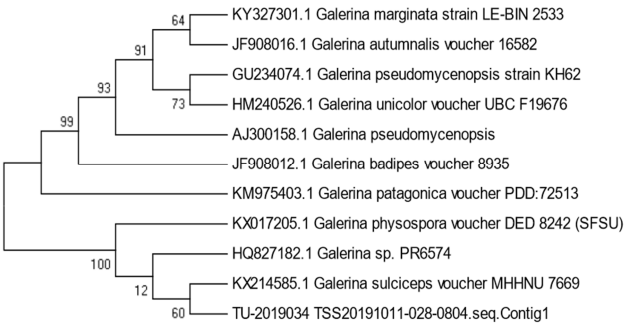 64 KY327301.1 Galerina marginata strain LE-BIN 2533
JF908016.1 Galerina autumnalis voucher 16582
91
GU234074.1 Galerina pseudomycenopsis strain KH62
93
73 HM240526.1 Galerina unicolor voucher UBC F19676
99
AJ300158.1 Galerina pseudomycenopsis
JF908012.1 Galerina badipes voucher 8935
KM975403.1 Galerina patagonica voucher PDD:72513
KX017205.1 Galerina physospora voucher DED 8242 (SFSU)
100
HQ827182.1 Galerina sp. PR6574
12
KX214585.1 Galerina sulciceps voucher MHHNU 7669
60 TU-2019034 TSS20191011-028-0804.seq.Contig1